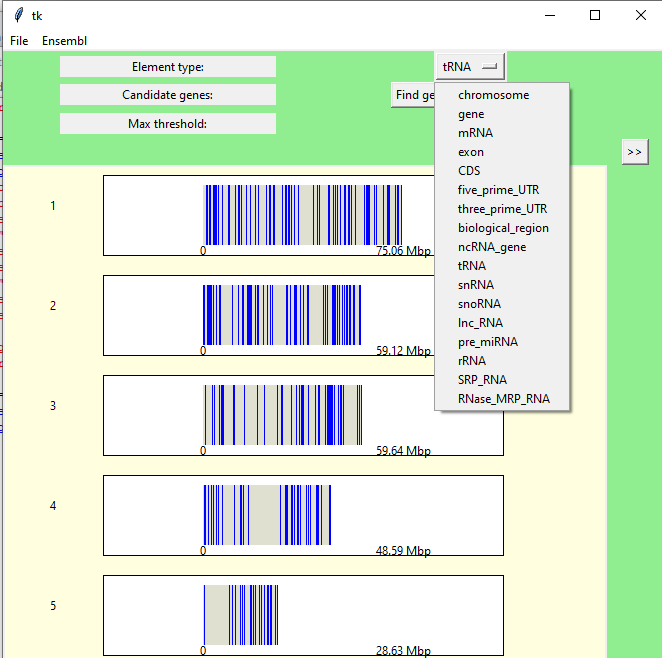 tk
File Ensembl
Element type:
tRNA
Candidate genes:
Find ge
Max threshold:
>>
chromosome
gene
mRNA
exon
CDS
five_prime_UTR
three_prime_UTR
biological_region
ncRNA_gene
tRNA
snRNA
snoRNA
lnc_RNA
pre_miRNA
rRNA
SRP_RNA
RNase_MRP_RNA
1
0 75.06 Mbp
2
0 59.12 Mbp
3
0 59.64 Mbp
4
0 48.59 Mbp
5
0 28.63 Mbp